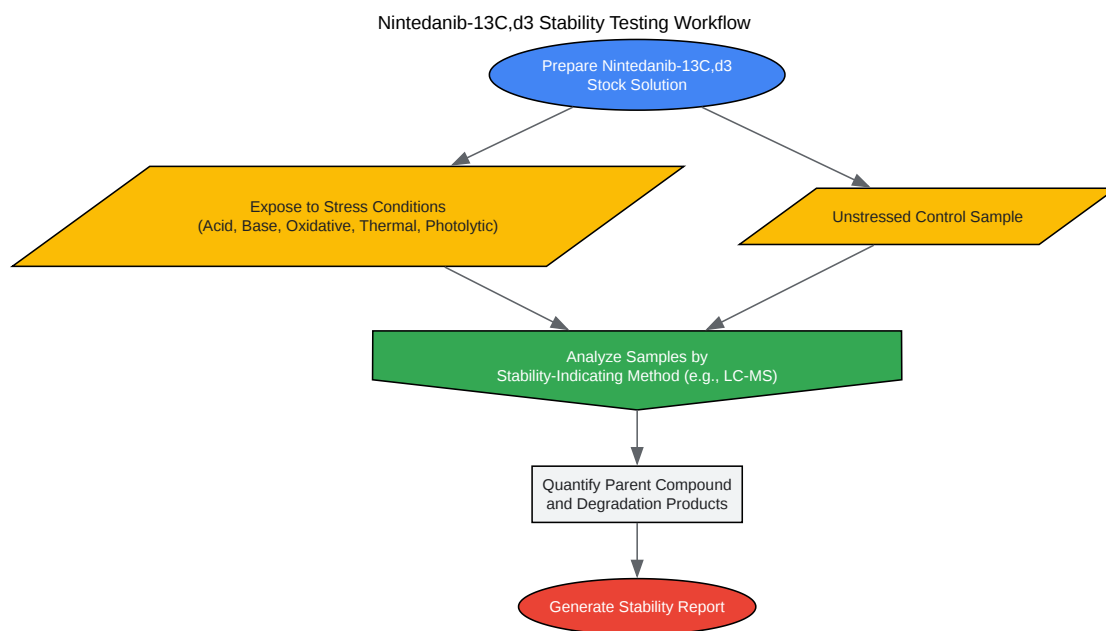 Nintedanib-13C,d3 Stability Testing Workflow
Prepare Nintedanib-13C,d3
Stock Solution
Expose to Stress Conditions
(Acid, Base, Oxidative, Thermal, Photolytic)
Unstressed Control Sample
Analyze Samples by
Stability-Indicating Method (e.g., LC-MS)
Quantify Parent Compound
and Degradation Products
Generate Stability Report